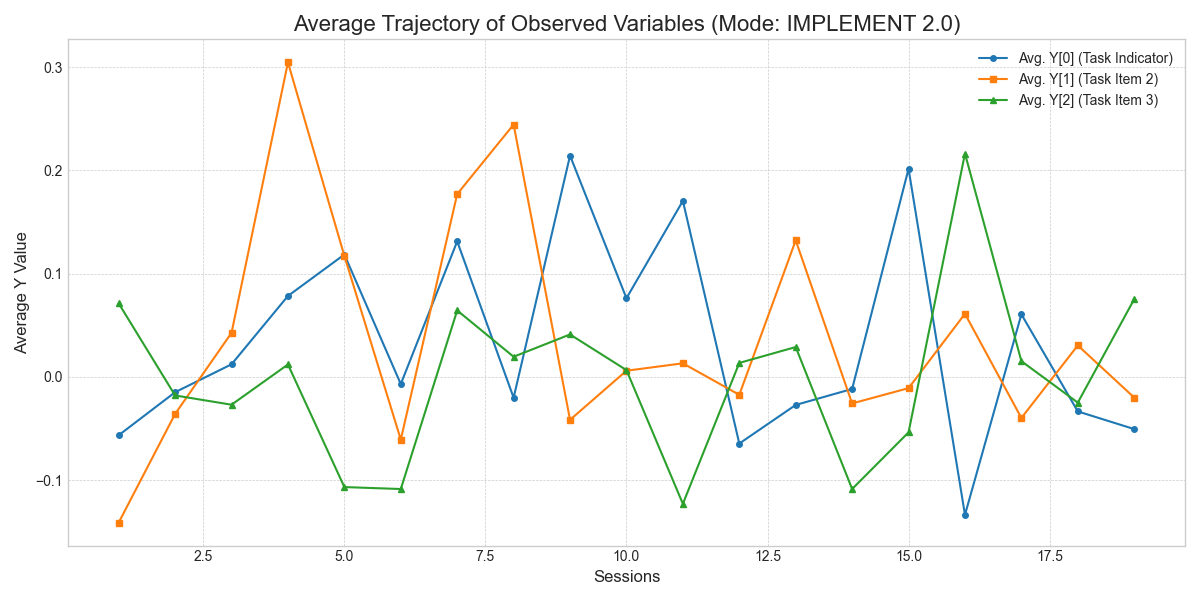 Average Trajectory of Observed Variables (Mode: IMPLEMENT 2.0)
Avg. Y[0] (Task Indicator)
Avg. Y[1] (Task Item 2)
Avg. Y[2] (Task Item 3)
Average Y Value
0.3
0.2
0.1
0.0
−0.1
2.5 5.0 7.5 10.0 12.5 15.0 17.5
Sessions